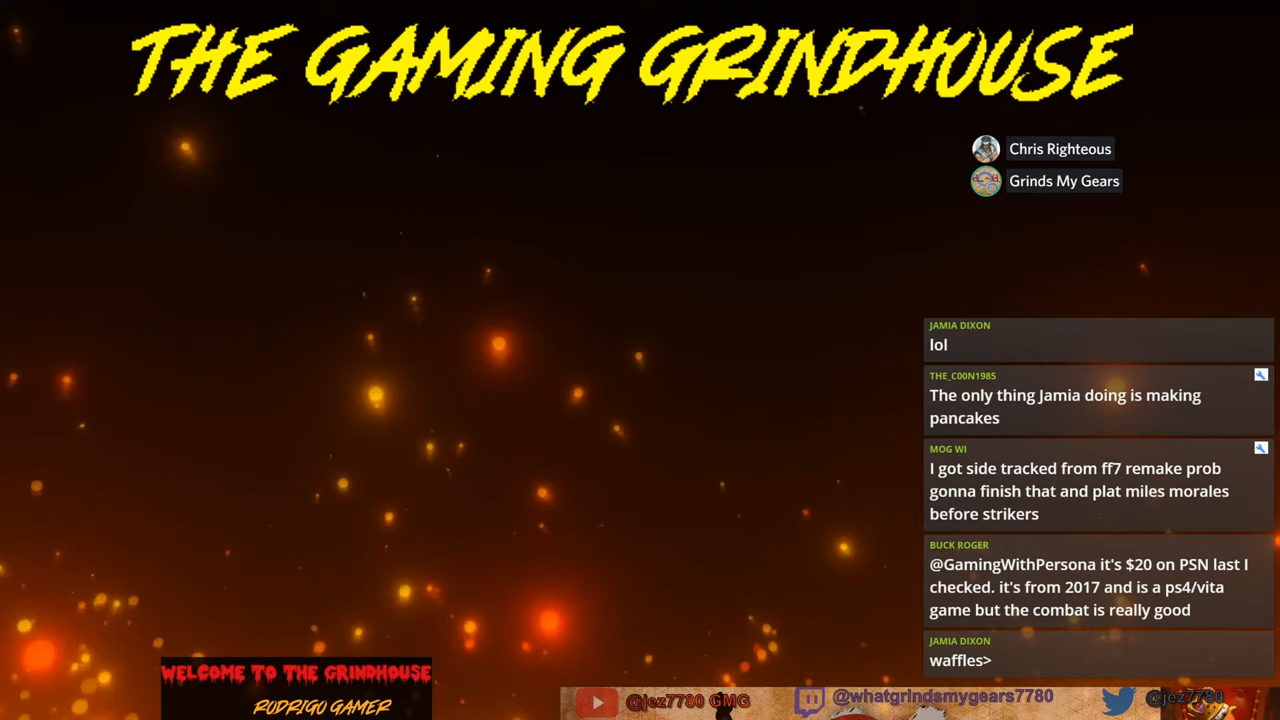 THE GAMING GRINDHOUSE
Chris Righteous
Grinds My Gears
JAMIA DIXON
lol
THE_C00N1985
The only thing Jamia doing is making
pancakes
MOG WI
I got side tracked from ff7 remake prob
gonna finish that and plat miles morales
before strikers
BUCK ROGER
@GamingWithPersona it's $20 on PSN last I
checked. it's from 2017 and is a ps4/vita
game but the combat is really good
JAMIA DIXON
waffles>
WELCOME TO THE GRINDHOUSE
RODRIGO GAMER
@jez7780 GMG
@whatgrindsmygears7780
@jez7780